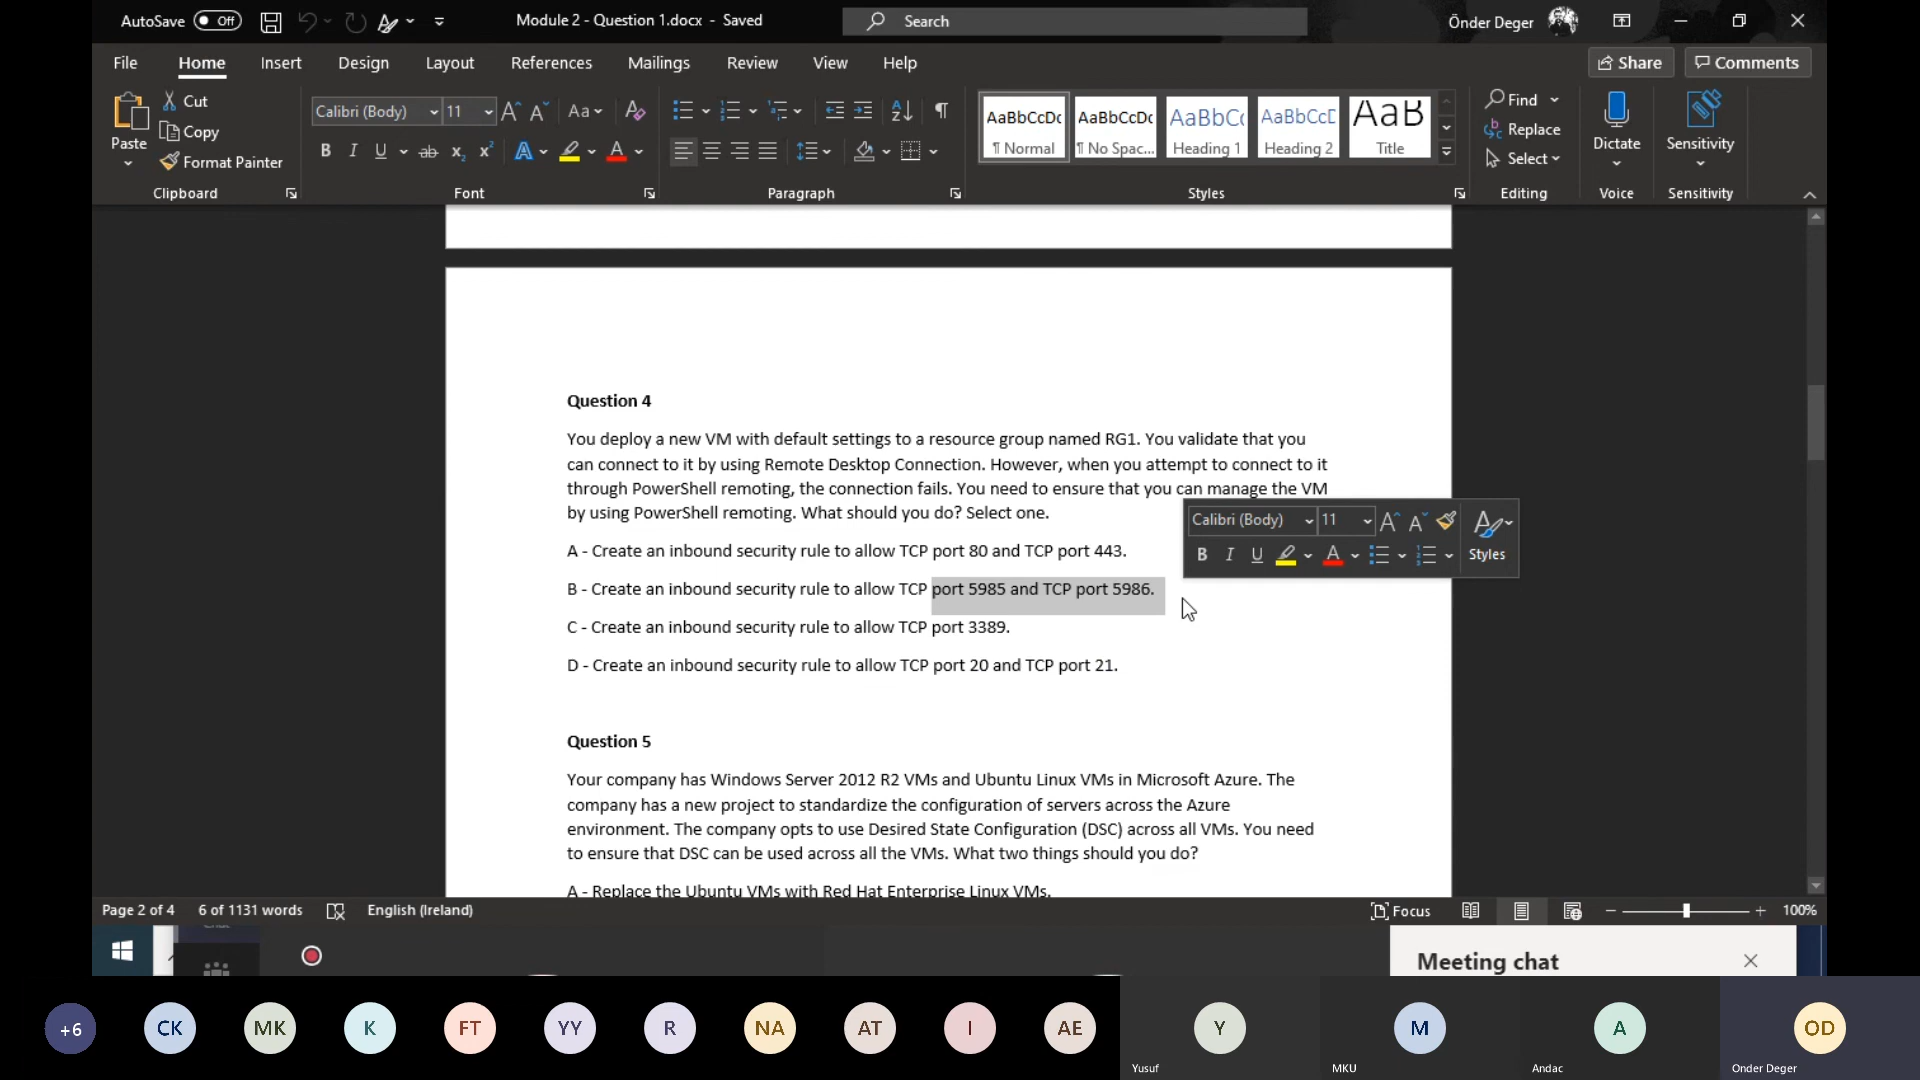 AutoSave Off Module 2 - Question 1.docx - Saved Search Önder Deger
File Home Insert Design Layout References Mailings Review View Help Share Comments
Paste
Cut
Copy
Format Painter
Clipboard
Calibri (Body) 11
Font
Paragraph
AaBbCcDc AaBbCcDc AaBbCc AaBbCcD AaB
¶ Normal ¶ No Spac... Heading 1 Heading 2 Title
Styles
Find
Replace
Select
Editing
Dictate
Voice
Sensitivity
Sensitivity
Question 4
You deploy a new VM with default settings to a resource group named RG1. You validate that you
can connect to it by using Remote Desktop Connection. However, when you attempt to connect to it
through PowerShell remoting, the connection fails. You need to ensure that you can manage the VM
by using PowerShell remoting. What should you do? Select one.
A - Create an inbound security rule to allow TCP port 80 and TCP port 443.
B - Create an inbound security rule to allow TCP port 5985 and TCP port 5986.
C - Create an inbound security rule to allow TCP port 3389.
D - Create an inbound security rule to allow TCP port 20 and TCP port 21.
Calibri (Body) 11
B I U A Styles
Question 5
Your company has Windows Server 2012 R2 VMs and Ubuntu Linux VMs in Microsoft Azure. The
company has a new project to standardize the configuration of servers across the Azure
environment. The company opts to use Desired State Configuration (DSC) across all VMs. You need
to ensure that DSC can be used across all the VMs. What two things should you do?
A - Replace the Ubuntu VMs with Red Hat Enterprise Linux VMs.
Page 2 of 4 6 of 1131 words English (Ireland) Focus 100%
Meeting chat
+6 CK MK K FT YY R NA AT I AE Y M A OD
Yusuf MKU Andac Onder Deger